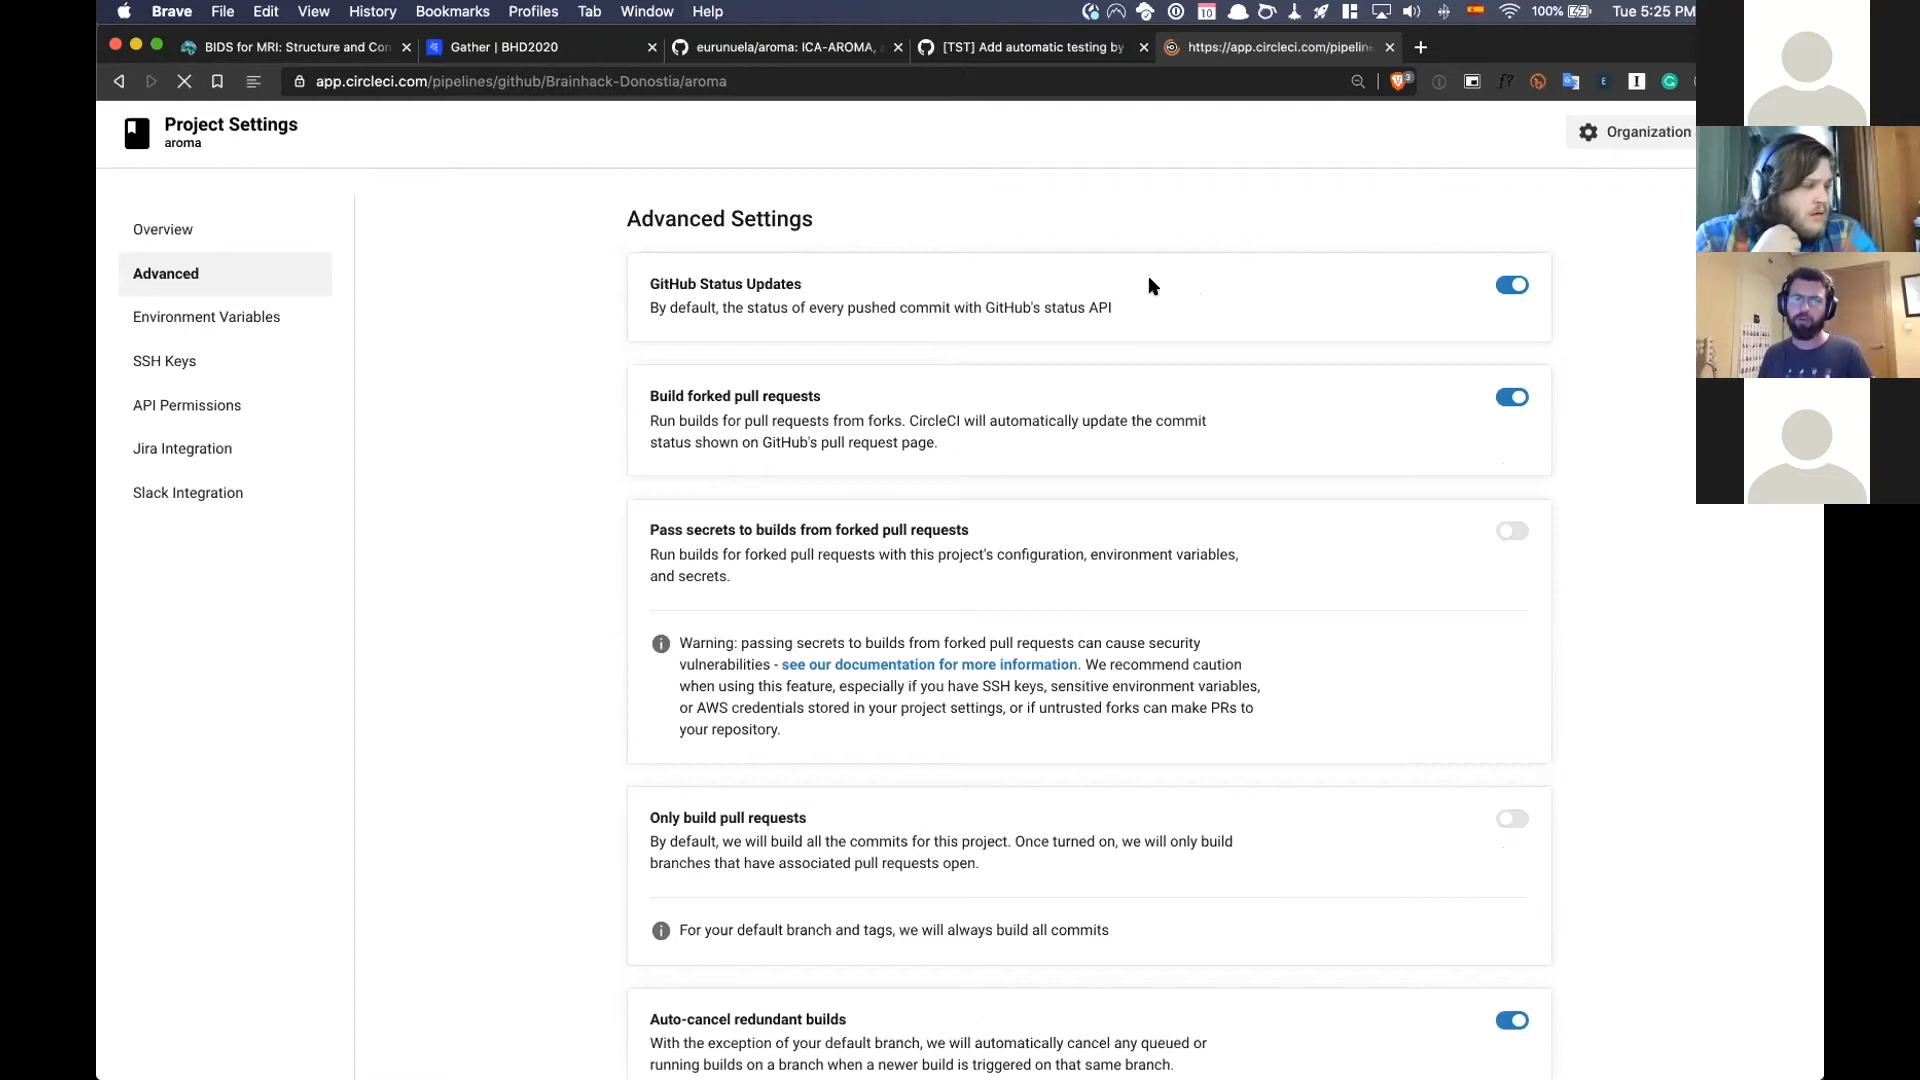 Brave File Edit View History Bookmarks Profiles Tab Window Help 10 100% Tue 5:25 PM
BIDS for MRI: Structure and Con Gather | BHD2020 eurunuela/aroma: ICA-AROMA, [TST] Add automatic testing by https://app.circleci.com/pipelin
app.circleci.com/pipelines/github/Brainhack-Donostia/aroma 3 f? E I G
Project Settings
aroma
Organization
Overview
Advanced
Environment Variables
SSH Keys
API Permissions
Jira Integration
Slack Integration
Advanced Settings
GitHub Status Updates
By default, the status of every pushed commit with GitHub's status API
Build forked pull requests
Run builds for pull requests from forks. CircleCI will automatically update the commit
status shown on GitHub's pull request page.
Pass secrets to builds from forked pull requests
Run builds for forked pull requests with this project's configuration, environment variables,
and secrets.
Warning: passing secrets to builds from forked pull requests can cause security
vulnerabilities - see our documentation for more information. We recommend caution
when using this feature, especially if you have SSH keys, sensitive environment variables,
or AWS credentials stored in your project settings, or if untrusted forks can make PRs to
your repository.
Only build pull requests
By default, we will build all the commits for this project. Once turned on, we will only build
branches that have associated pull requests open.
For your default branch and tags, we will always build all commits
Auto-cancel redundant builds
With the exception of your default branch, we will automatically cancel any queued or
running builds on a branch when a newer build is triggered on that same branch.